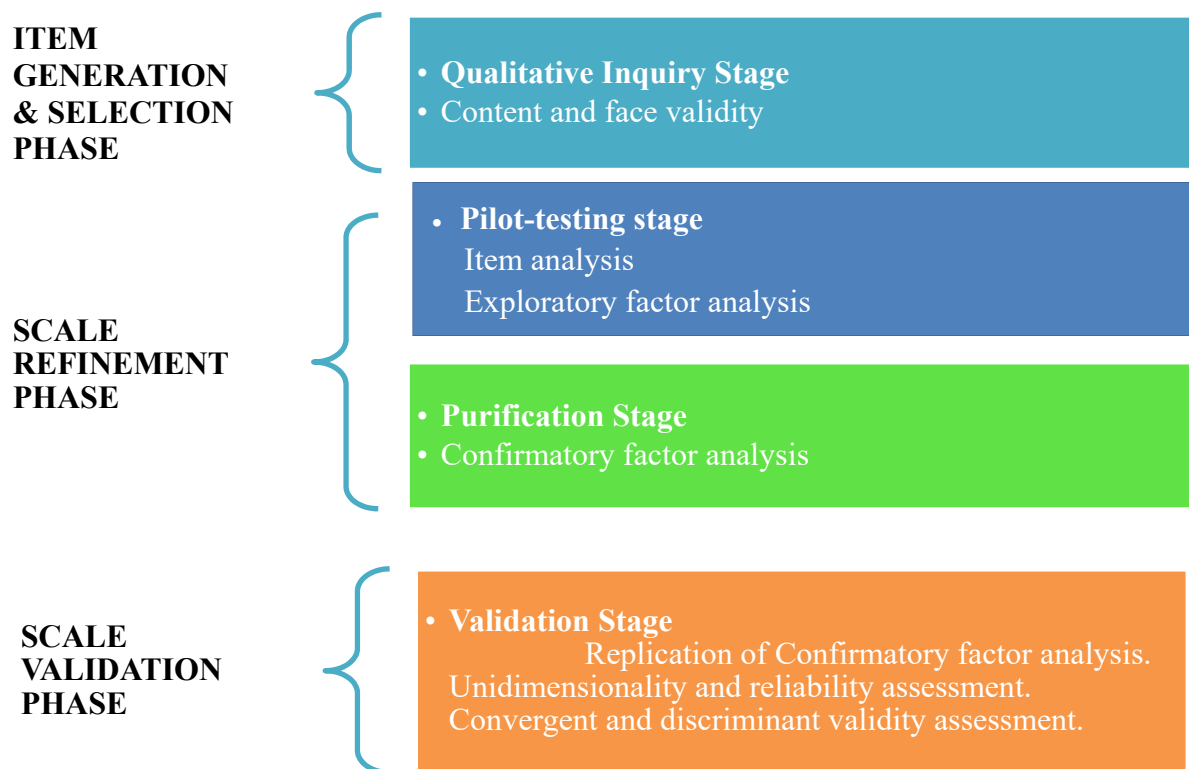 ITEM
GENERATION
& SELECTION
PHASE
• Qualitative Inquiry Stage
• Content and face validity
SCALE
REFINEMENT
PHASE
• Pilot-testing stage
Item analysis
Exploratory factor analysis
• Purification Stage
• Confirmatory factor analysis
SCALE
VALIDATION
PHASE
• Validation Stage
Replication of Confirmatory factor analysis.
Unidimensionality and reliability assessment.
Convergent and discriminant validity assessment.